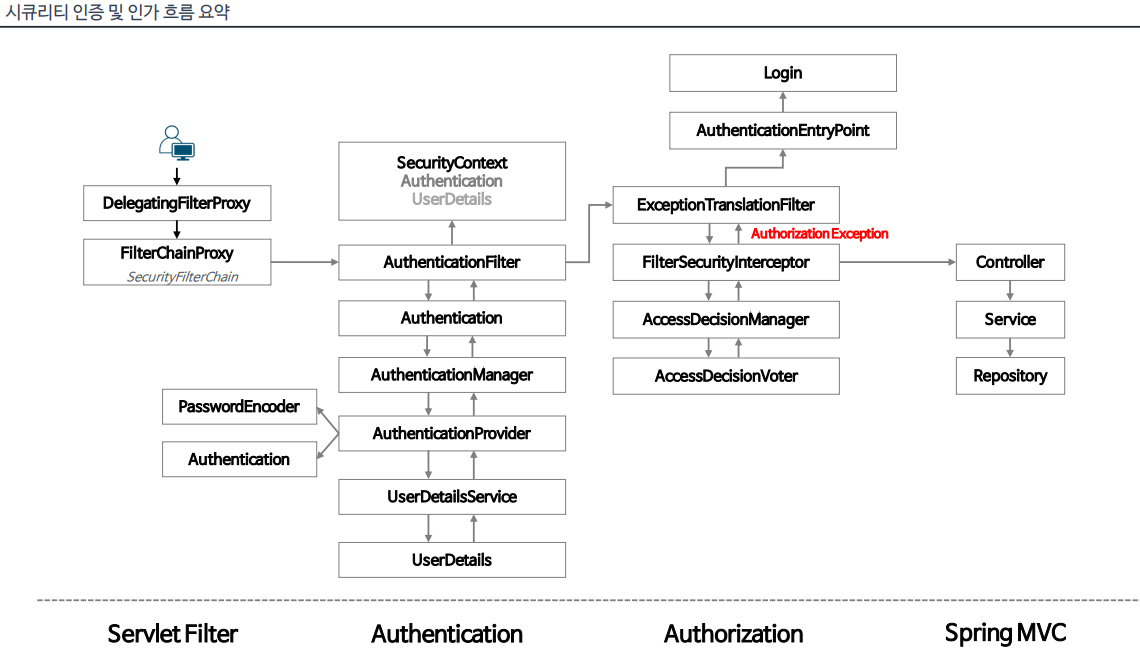 시큐리티 인증 및 인가 흐름 요약
DelegatingFilterProxy
FilterChainProxy
SecurityFilterChain
SecurityContext
Authentication
UserDetails
AuthenticationFilter
Authentication
AuthenticationManager
AuthenticationProvider
PasswordEncoder
Authentication
UserDetailsService
UserDetails
Login
AuthenticationEntryPoint
ExceptionTranslationFilter
Authorization Exception
FilterSecurityInterceptor
AccessDecisionManager
AccessDecisionVoter
Controller
Service
Repository
Servlet Filter
Authentication
Authorization
Spring MVC